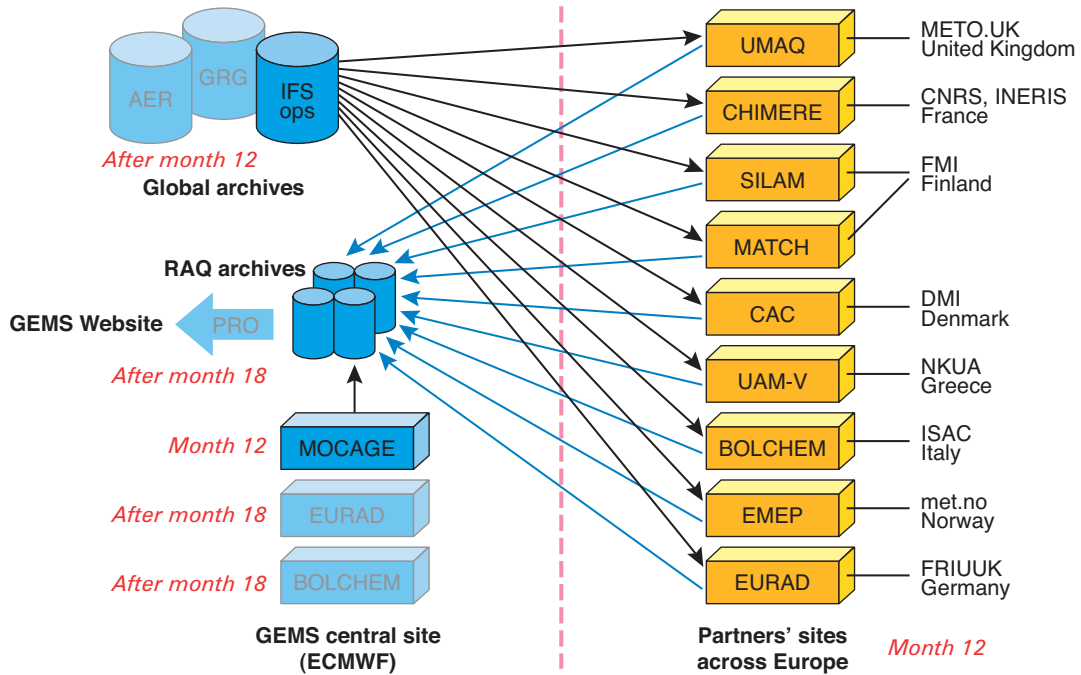 AER
GRG
IFS
ops
After month 12
Global archives
RAQ archives
GEMS Website
PRO
After month 18
Month 12
MOCAGE
After month 18
EURAD
After month 18
BOLCHEM
GEMS central site
(ECMWF)
UMAQ
METO.UK
United Kingdom
CHIMERE
CNRS, INERIS
France
SILAM
FMI
Finland
MATCH
CAC
DMI
Denmark
UAM-V
NKUA
Greece
BOLCHEM
ISAC
Italy
EMEP
met.no
Norway
EURAD
FRIUUK
Germany
Partners’ sites
across Europe
Month 12